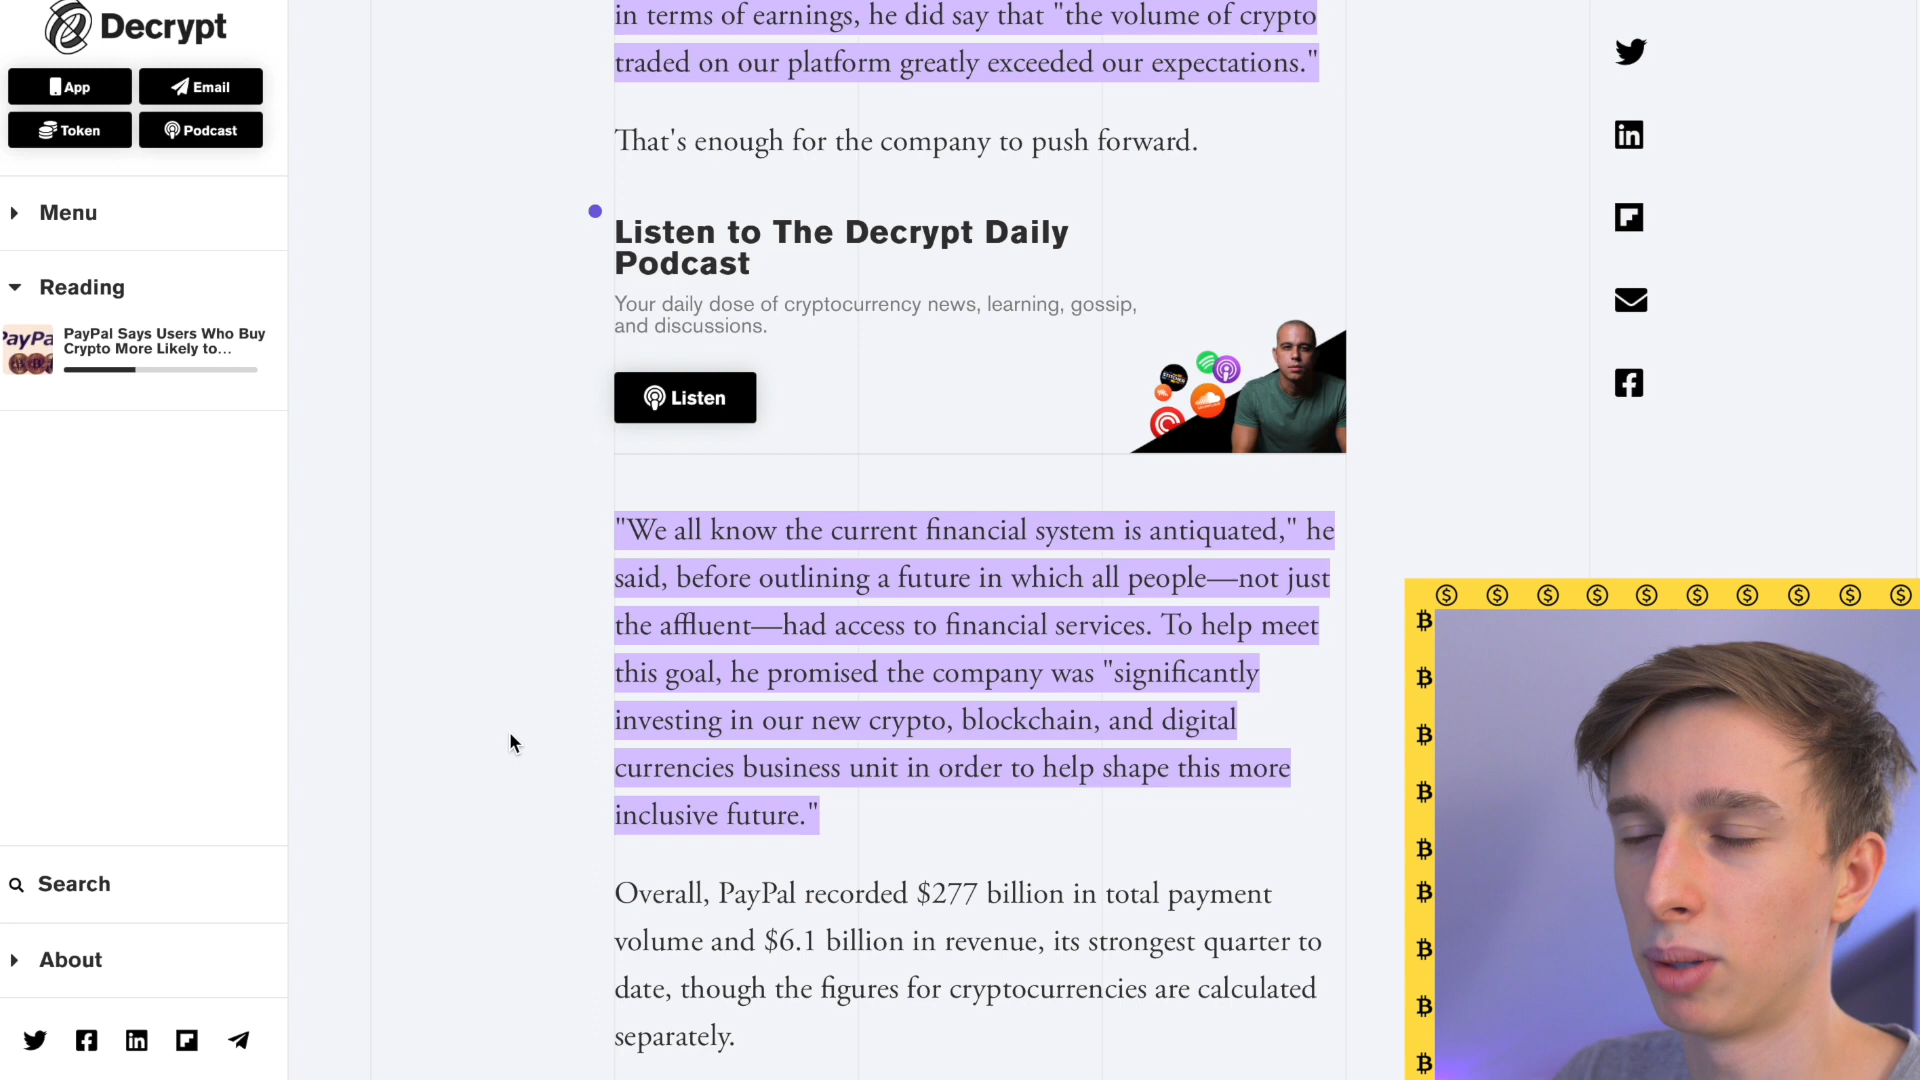 Decrypt
App
Email
Token
Podcast
Menu
Reading
PayPal Says Users Who Buy
Crypto More Likely to...
Search
About
in terms of earnings, he did say that "the volume of crypto
traded on our platform greatly exceeded our expectations."
That's enough for the company to push forward.
Listen to The Decrypt Daily
Podcast
Your daily dose of cryptocurrency news, learning, gossip,
and discussions.
Listen
"We all know the current financial system is antiquated," he
said, before outlining a future in which all people—not just
the affluent—had access to financial services. To help meet
this goal, he promised the company was "significantly
investing in our new crypto, blockchain, and digital
currencies business unit in order to help shape this more
inclusive future."
Overall, PayPal recorded $277 billion in total payment
volume and $6.1 billion in revenue, its strongest quarter to
date, though the figures for cryptocurrencies are calculated
separately.